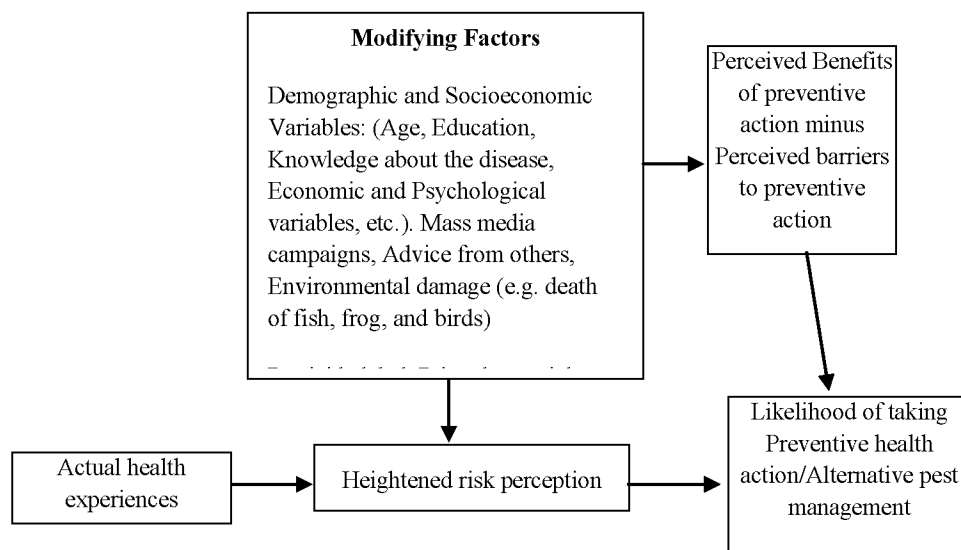 Modifying Factors
Demographic and Socioeconomic
Variables: (Age, Education,
Knowledge about the disease,
Economic and Psychological
variables, etc.). Mass media
campaigns, Advice from others,
Environmental damage (e.g. death
of fish, frog, and birds)
Perceived Benefits
of preventive
action minus
Perceived barriers
to preventive
action
Actual health
experiences
Heightened risk perception
Likelihood of taking
Preventive health
action/Alternative pest
management